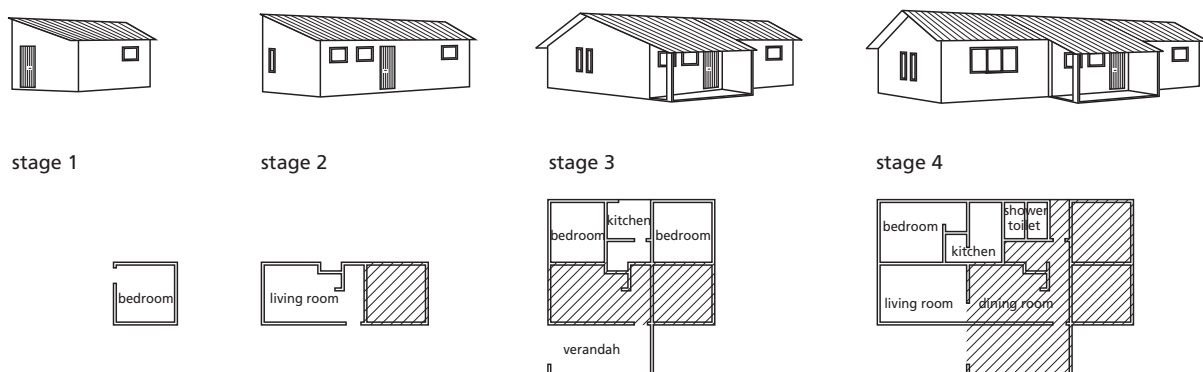 stage 1
stage 2
stage 3
stage 4
bedroom
living room
bedroom
kitchen
bedroom
verandah
bedroom
kitchen
shower
toilet
living room
dining room